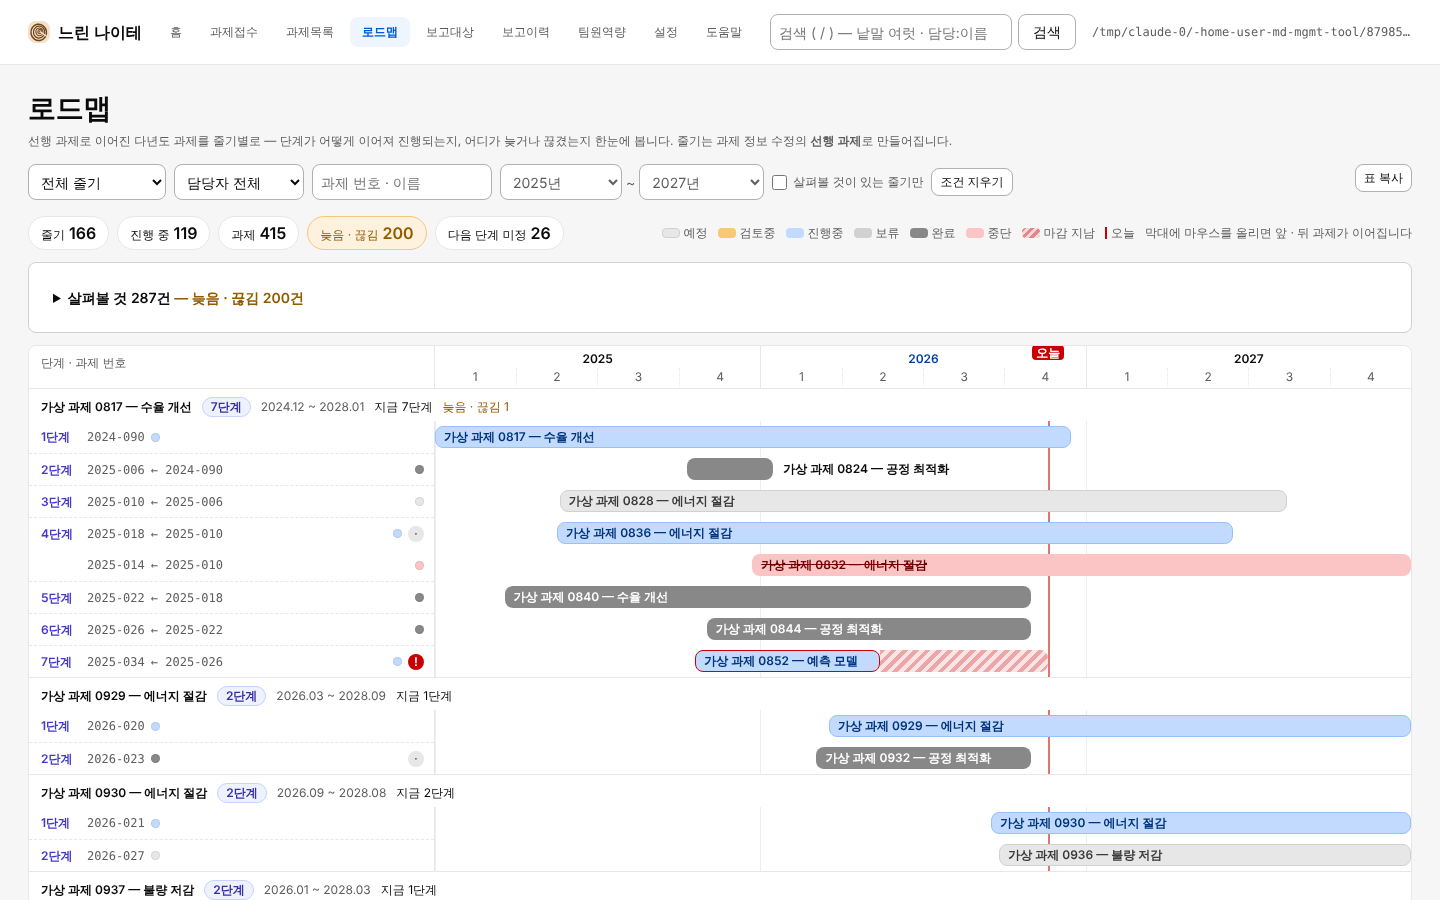 느린 나이테
홈 과제접수 과제목록 로드맵 보고대상 보고이력 팀원역량 설정 도움말
검색 ( / ) — 낱말 여럿 · 담당:이름
검색
/tmp/claude-0/-home-user-md-mgmt-tool/87985…
로드맵
선행 과제로 이어진 다년도 과제를 줄기별로 — 단계가 어떻게 이어져 진행되는지, 어디가 늦거나 끊겼는지 한눈에 봅니다. 줄기는 과제 정보 수정의 선행 과제로 만들어집니다.
전체 줄기 담당자 전체 과제 번호 · 이름 2025년 ~ 2027년 살펴볼 것이 있는 줄기만 조건 지우기 표 복사
줄기 166 진행 중 119 과제 415 늦음 · 끊김 200 다음 단계 미정 26
예정 검토중 진행중 보류 완료 중단 마감 지남 오늘 막대에 마우스를 올리면 앞 · 뒤 과제가 이어집니다
▶ 살펴볼 것 287건 — 늦음 · 끊김 200건
단계 · 과제 번호
2025 2026 오늘 2027
1 2 3 4 1 2 3 4 1 2 3 4
가상 과제 0817 — 수율 개선 7단계 2024.12 ~ 2028.01 지금 7단계 늦음 · 끊김 1
1단계 2024-090 가상 과제 0817 — 수율 개선
2단계 2025-006 ← 2024-090 가상 과제 0824 — 공정 최적화
3단계 2025-010 ← 2025-006 가상 과제 0828 — 에너지 절감
4단계 2025-018 ← 2025-010 가상 과제 0836 — 에너지 절감
2025-014 ← 2025-010 가상 과제 0832 — 에너지 절감
5단계 2025-022 ← 2025-018 가상 과제 0840 — 수율 개선
6단계 2025-026 ← 2025-022 가상 과제 0844 — 공정 최적화
7단계 2025-034 ← 2025-026 ! 가상 과제 0852 — 예측 모델
가상 과제 0929 — 에너지 절감 2단계 2026.03 ~ 2028.09 지금 1단계
1단계 2026-020 가상 과제 0929 — 에너지 절감
2단계 2026-023 가상 과제 0932 — 공정 최적화
가상 과제 0930 — 에너지 절감 2단계 2026.09 ~ 2028.08 지금 2단계
1단계 2026-021 가상 과제 0930 — 에너지 절감
2단계 2026-027 가상 과제 0936 — 불량 저감
가상 과제 0937 — 불량 저감 2단계 2026.01 ~ 2028.03 지금 1단계